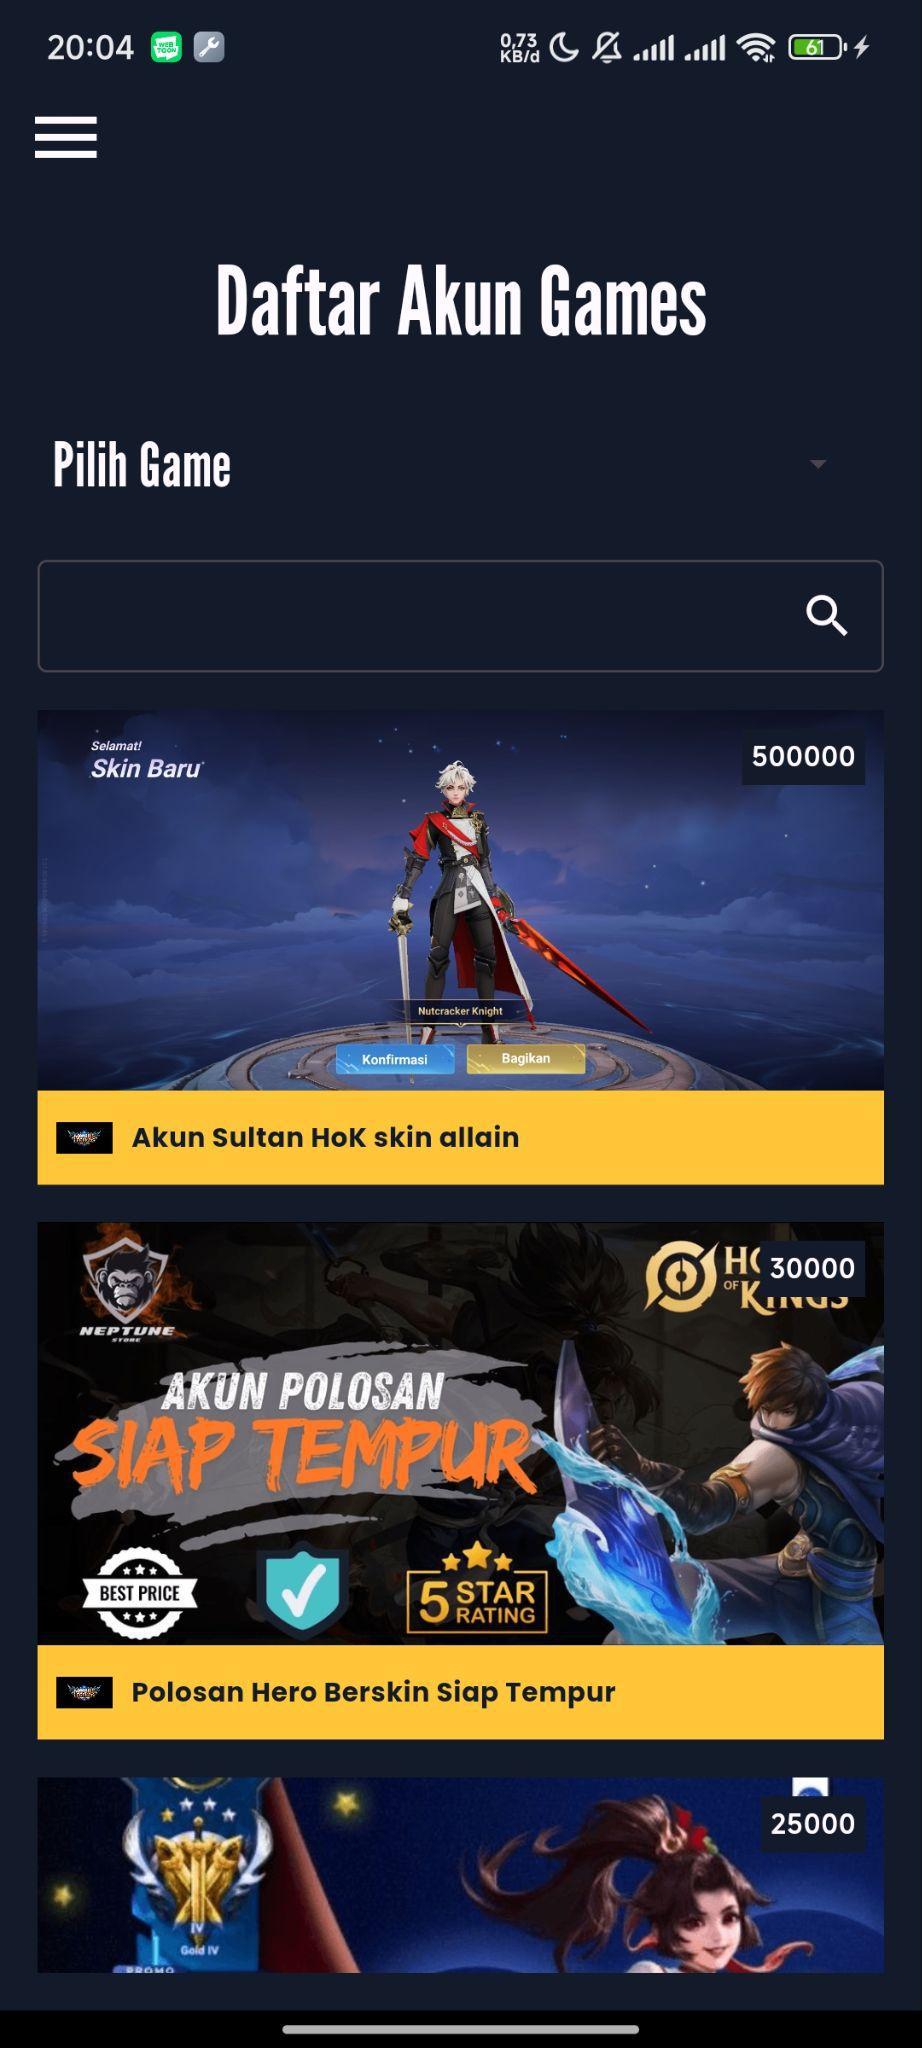 20:04
WEB
TOON
0,73
KB/d
61
Daftar Akun Games
Pilih Game
Selamat!
Skin Baru
500000
Nutcracker Knight
Konfirmasi
Bagikan
Akun Sultan HoK skin allain
NEPTUNE
STORE
30000
OF
KINGS
AKUN POLOSAN
SIAP TEMPUR
BEST PRICE
5 STAR
RATING
Polosan Hero Berskin Siap Tempur
25000
IV
Gold IV
PROMO